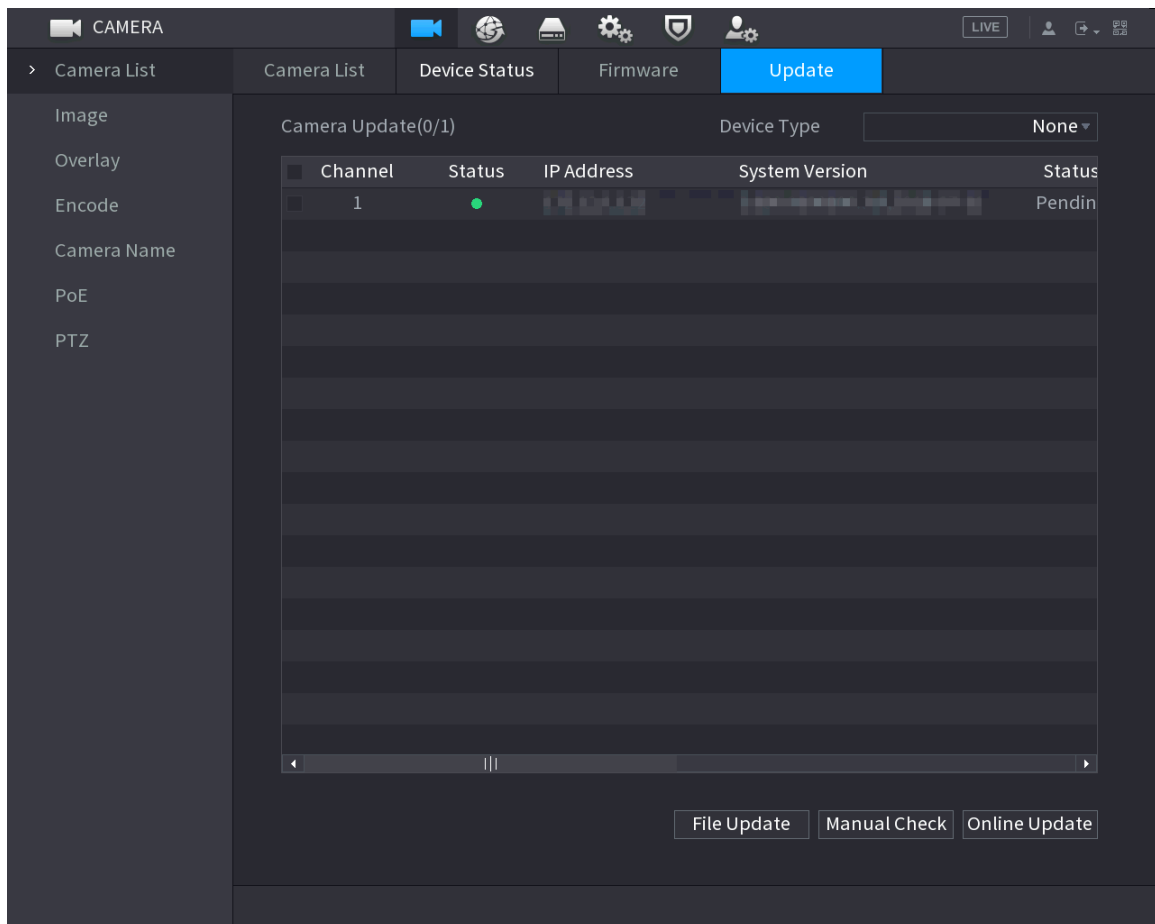 CAMERA LIVE
Camera List Camera List Device Status Firmware Update
Image
Camera Update(0/1) Device Type None
Overlay
Channel Status IP Address System Version Status
Encode
1 Pendin
Camera Name
PoE
PTZ
File Update Manual Check Online Update